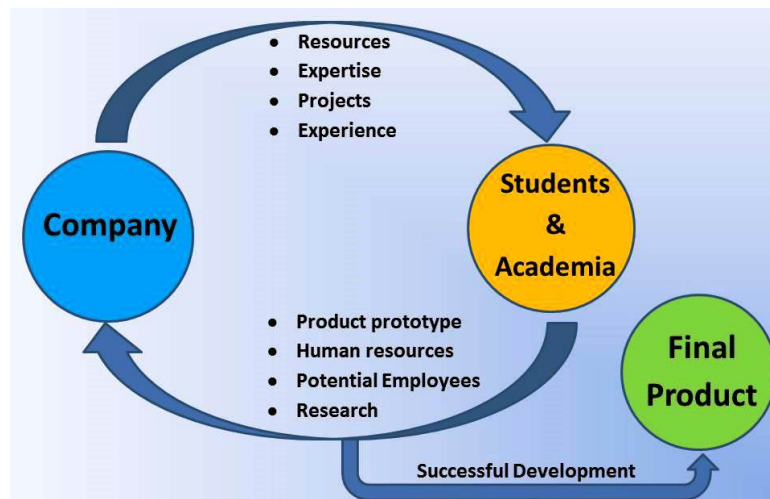 • Resources
• Expertise
• Projects
• Experience
Company
Students
&
Academia
• Product prototype
• Human resources
• Potential Employees
• Research
Final
Product
Successful Development